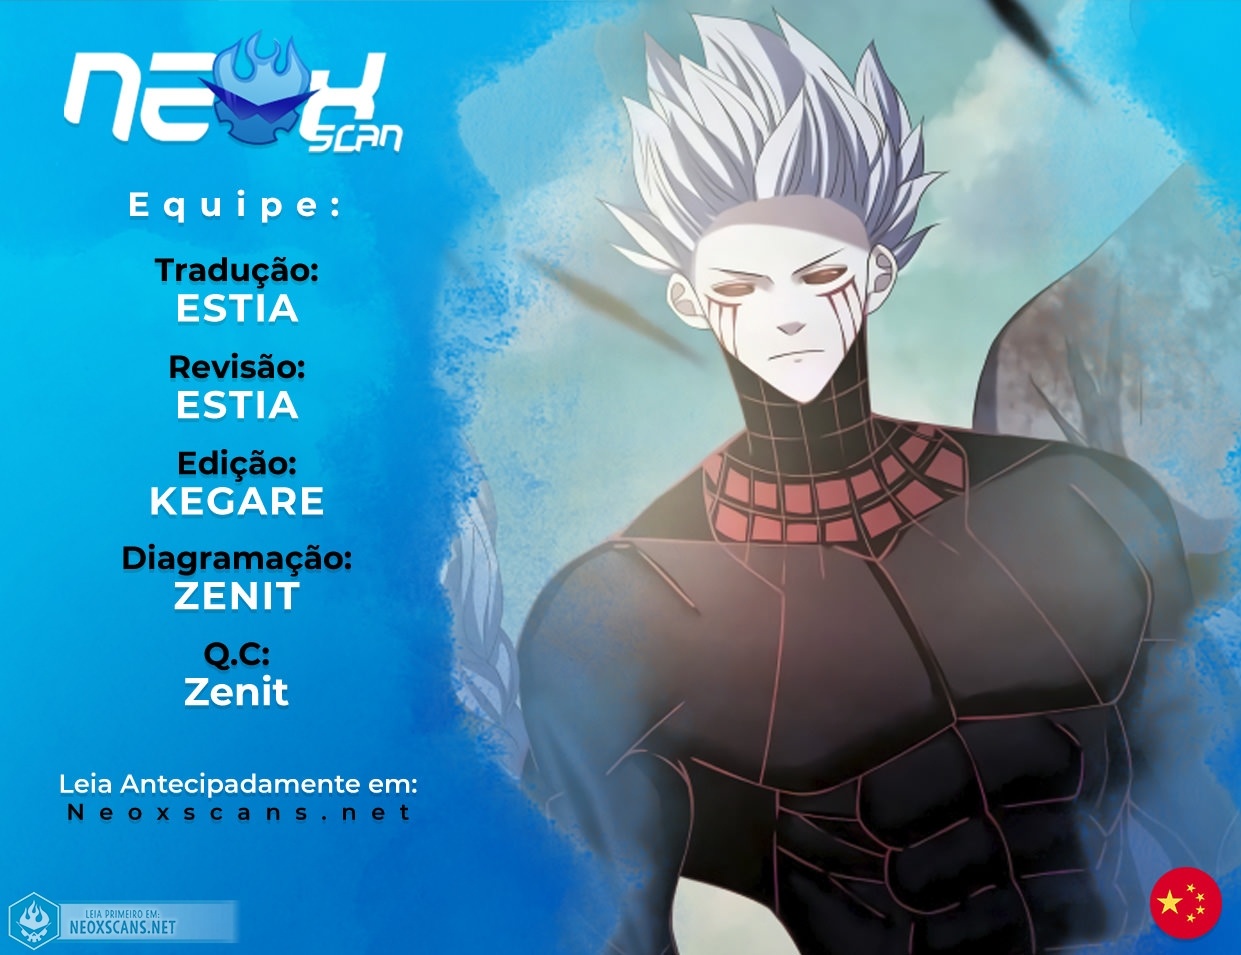 NEOX
SCAN
Equipe:
Tradução:
ESTIA
Revisão:
ESTIA
Edição:
KEGARE
Diagramação:
ZENIT
Q.C:
Zenit
Leia Antecipadamente em:
Neoxscans.net
LEIA PRIMEIRO EM:
NEOXSCANS.NET